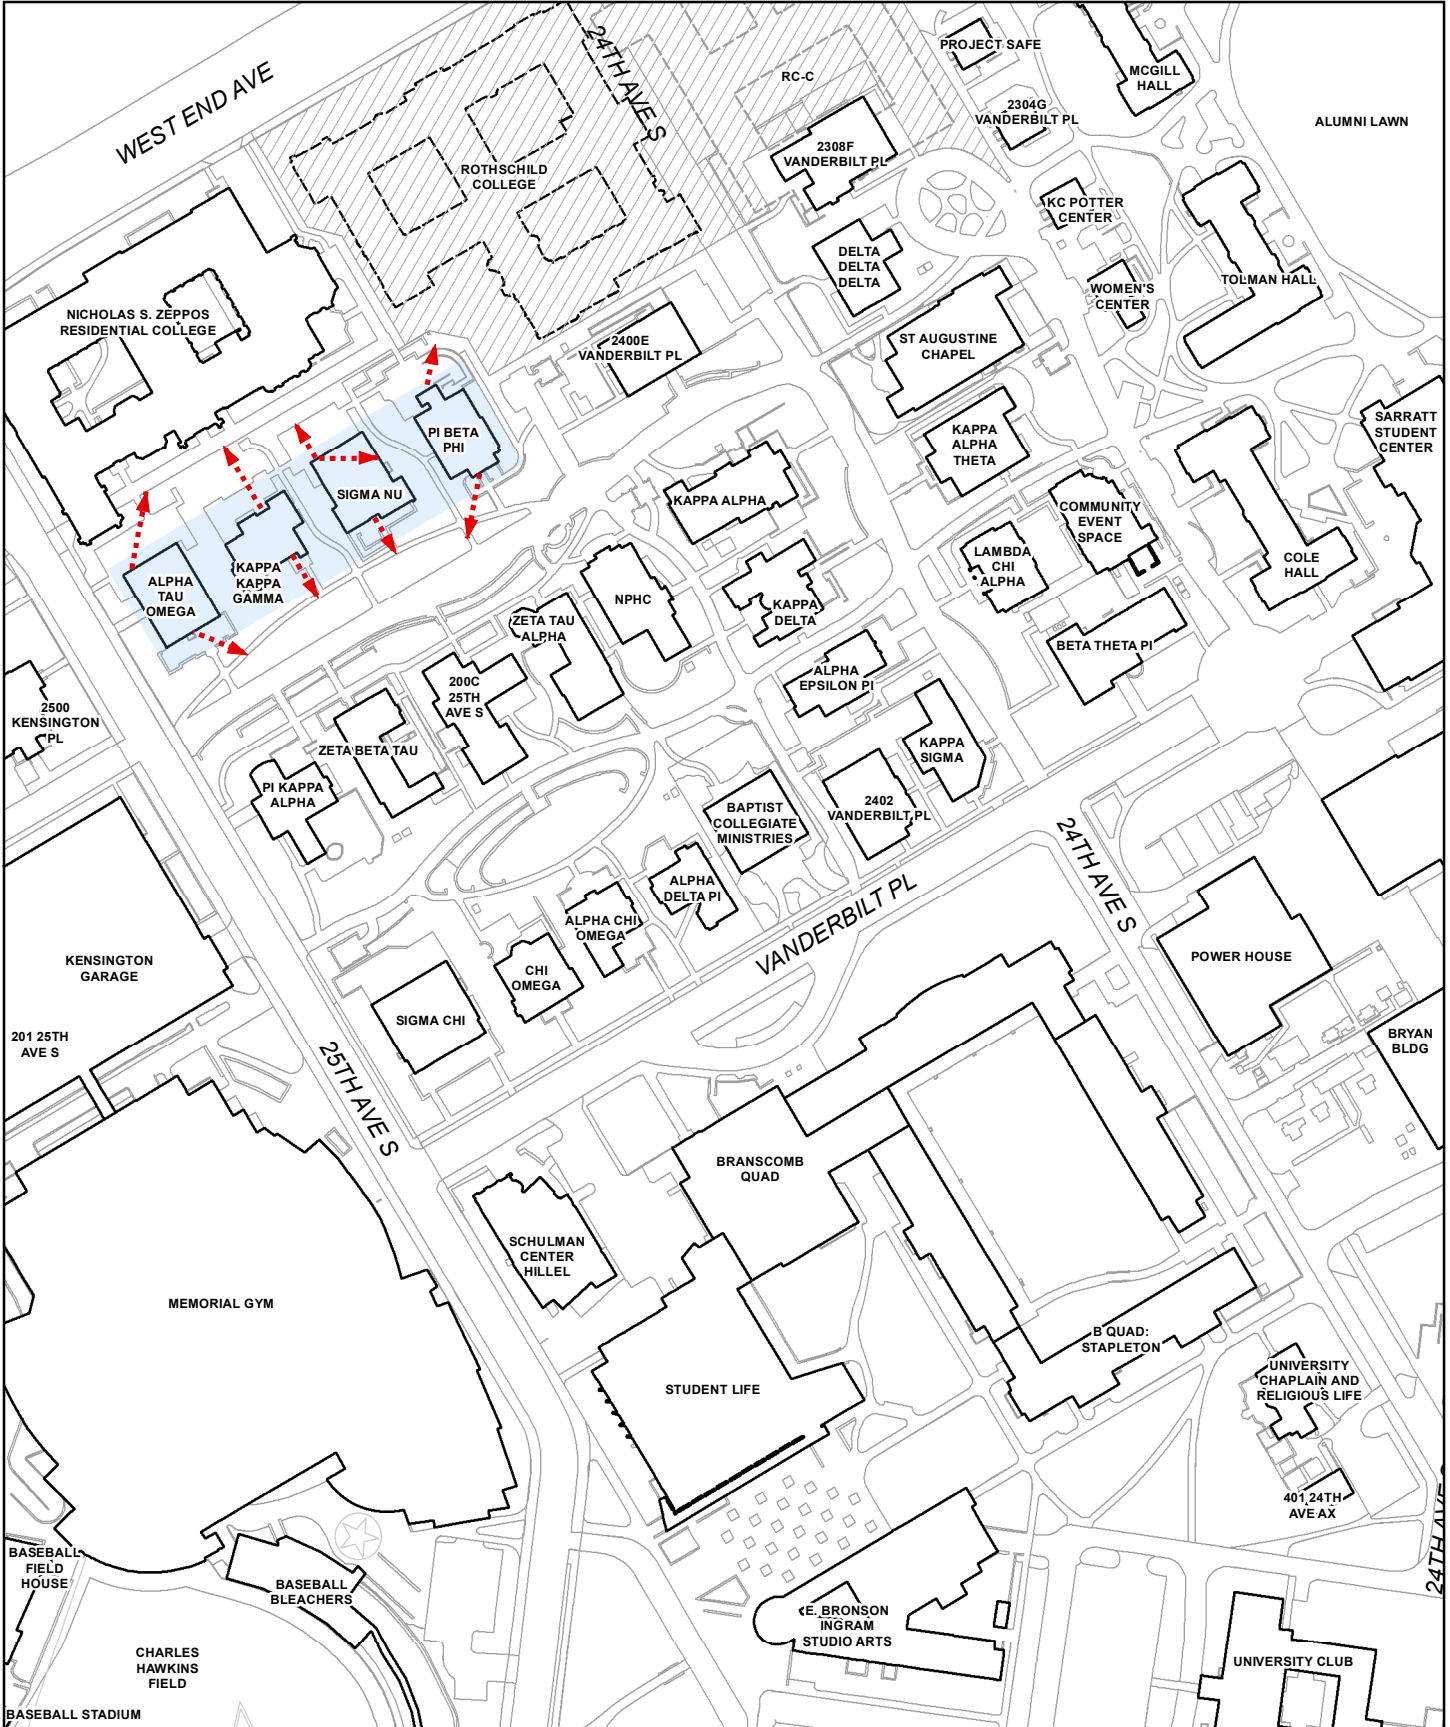 WEST END AVE
24TH AVE S
PROJECT SAFE
MCGILL
HALL
RC-C
2304G
VANDERBILT PL
ALUMNI LAWN
2308F
VANDERBILT PL
ROTHSCHILD
COLLEGE
KC POTTER
CENTER
DELTA
DELTA
DELTA
TOLMAN HALL
WOMEN'S
CENTER
NICHOLAS S. ZEPPOS
RESIDENTIAL COLLEGE
2400E
VANDERBILT PL
ST AUGUSTINE
CHAPEL
PI BETA
PHI
KAPPA
ALPHA
THETA
SARRATT
STUDENT
CENTER
SIGMA NU
KAPPA ALPHA
COMMUNITY
EVENT
SPACE
LAMBDA
CHI
ALPHA
COLE
HALL
ALPHA
TAU
OMEGA
KAPPA
KAPPA
GAMMA
NPHC
KAPPA
DELTA
ZETA TAU
ALPHA
BETA THETA PI
ALPHA
EPSILON PI
200C
25TH
AVE S
2500
KENSINGTON
PL
ZETA BETA TAU
KAPPA
SIGMA
PI KAPPA
ALPHA
BAPTIST
COLLEGIATE
MINISTRIES
2402
VANDERBILT PL
24TH AVE S
ALPHA
DELTA PI
ALPHA CHI
OMEGA
VANDERBILT PL
KENSINGTON
GARAGE
CHI
OMEGA
POWER HOUSE
SIGMA CHI
201 25TH
AVE S
BRYAN
BLDG
25TH AVE S
BRANSCOMB
QUAD
SCHULMAN
CENTER
HILLEL
MEMORIAL GYM
B QUAD:
STAPLETON
STUDENT LIFE
UNIVERSITY
CHAPLAIN AND
RELIGIOUS LIFE
401 24TH
AVE AX
24TH AVE S
BASEBALL
FIELD
HOUSE
BASEBALL
BLEACHERS
E. BRONSON
INGRAM
STUDIO ARTS
CHARLES
HAWKINS
FIELD
UNIVERSITY CLUB
BASEBALL STADIUM